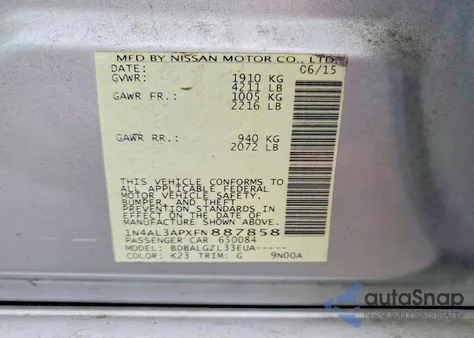 MFD BY NISSAN MOTOR CO., LTD.
DATE: 06/15
GVWR: 1910 KG
4211 LB
GAWR FR.: 1005 KG
2216 LB
GAWR RR.: 940 KG
2072 LB
THIS VEHICLE CONFORMS TO
ALL APPLICABLE FEDERAL
MOTOR VEHICLE SAFETY,
BUMPER, AND THEFT
PREVENTION STANDARDS
IN EFFECT ON THE DATE OF
MANUFACTURE SHOWN ABOVE.
1N4AL3APXFN887858
PASSENGER CAR 650084
MODEL: BDBALGZL33EUA-----
COLOR: K23 TRIM: G 9N00A
autoSnap